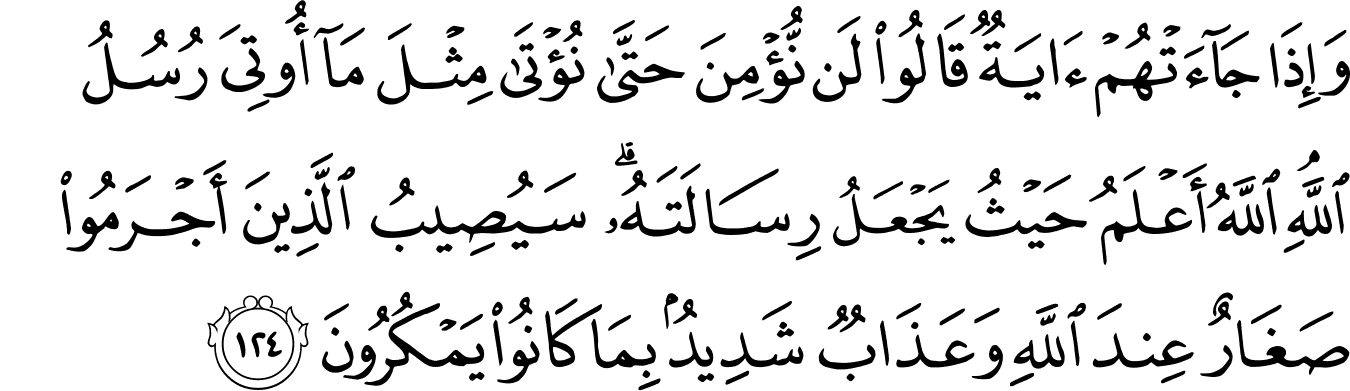 وَإِذَا جَآءَتْهُمْ ءَايَةٌ قَالُوا۟ لَن نُّؤْمِنَ حَتَّىٰ نُؤْتَىٰ مِثْلَ مَآ أُوتِىَ رُسُلُ
ٱللَّهِ ۘ ٱللَّهُ أَعْلَمُ حَيْثُ يَجْعَلُ رِسَالَتَهُۥ ۗ سَيُصِيبُ ٱلَّذِينَ أَجْرَمُوا۟
صَغَارٌ عِندَ ٱللَّهِ وَعَذَابٌ شَدِيدٌۢ بِمَا كَانُوا۟ يَمْكُرُونَ ١٢٤